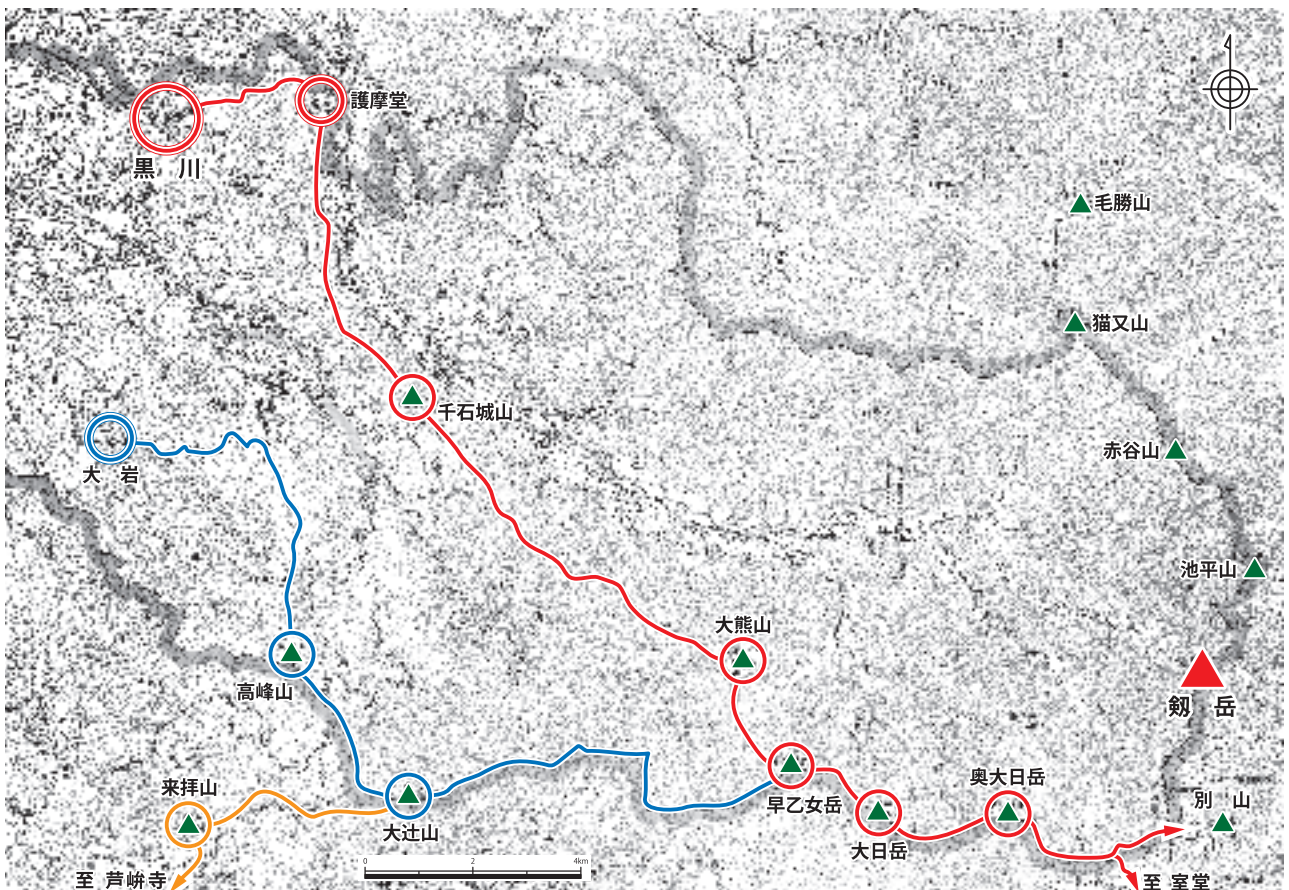 護摩堂
黒 川
毛勝山
猫又山
千石城山
赤谷山
大 岩
池平山
大熊山
高峰山
剱 岳
奥大日岳
来拝山
早乙女岳
別 山
大辻山
大日岳
0 2 4km
至 芦峅寺
至 室堂